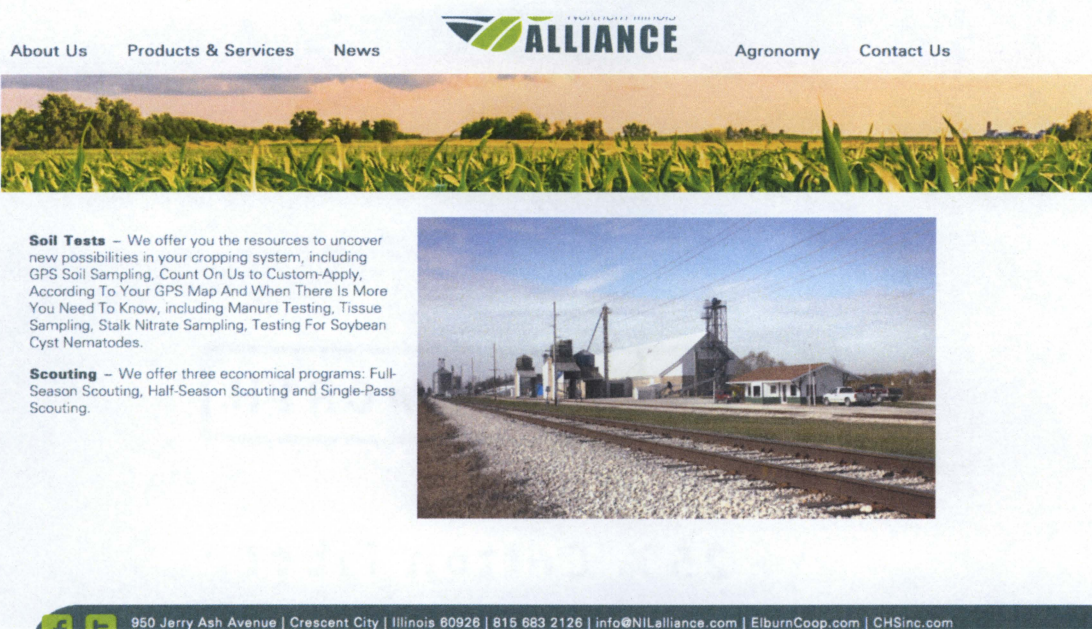 Northern Illinois
ALLIANCE
About Us Products & Services News Agronomy Contact Us
Soil Tests – We offer you the resources to uncover
new possibilities in your cropping system, including
GPS Soil Sampling, Count On Us to Custom-Apply,
According To Your GPS Map And When There Is More
You Need To Know, including Manure Testing, Tissue
Sampling, Stalk Nitrate Sampling, Testing For Soybean
Cyst Nematodes.
Scouting – We offer three economical programs: Full-
Season Scouting, Half-Season Scouting and Single-Pass
Scouting.
950 Jerry Ash Avenue | Crescent City | Illinois 60926 | 815 683 2126 | info@NILalliance.com | ElburnCoop.com | CHSinc.com